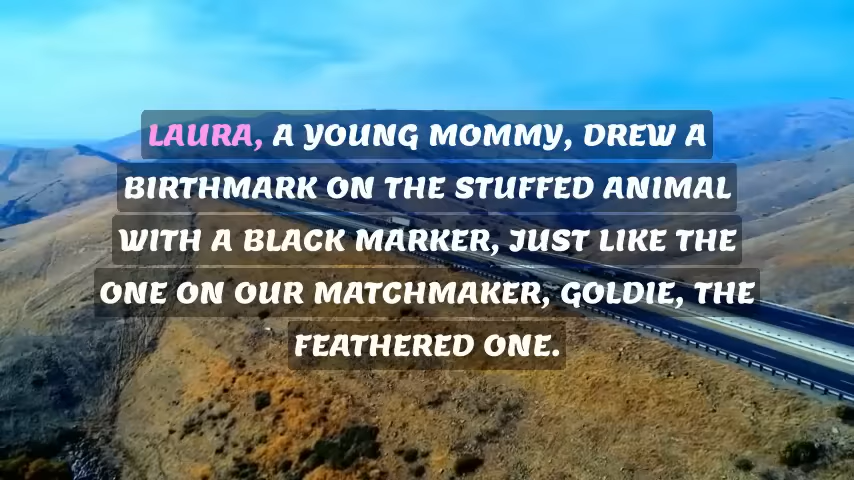 LAURA, A YOUNG MOMMY, DREW A
BIRTHMARK ON THE STUFFED ANIMAL
WITH A BLACK MARKER, JUST LIKE THE
ONE ON OUR MATCHMAKER, GOLDIE, THE
FEATHERED ONE.